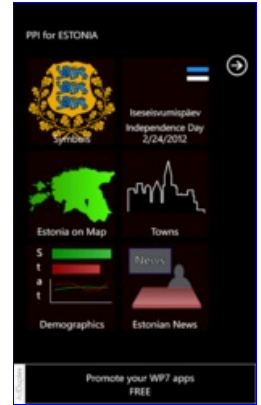 PPI for ESTONIA
Symbols
Iseseisvumispäev
Independence Day
2/24/2012
Estonia on Map
Towns
S
t
a
t
Demographics
News
Estonian News
AdDuplex
Promote your WP7 apps
FREE